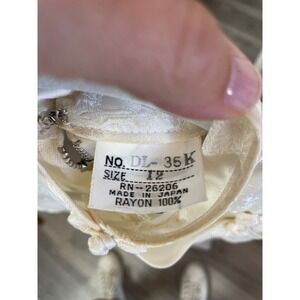 NO. DL-35K
SIZE 12
RN-26206
MADE IN JAPAN
RAYON 100%